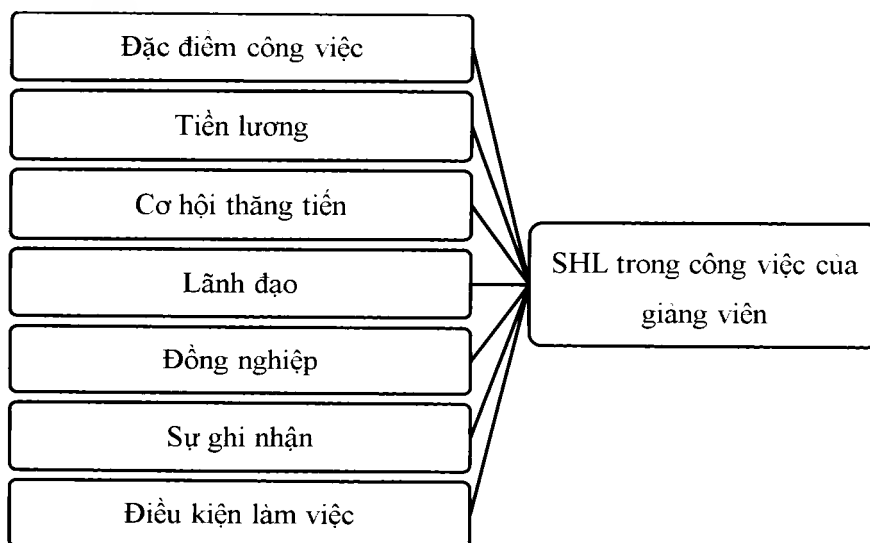 Đặc điểm công việc
Tiền lương
Cơ hội thăng tiến
Lãnh đạo
Đồng nghiệp
Sự ghi nhận
Điều kiện làm việc
SHL trong công việc của
giảng viên